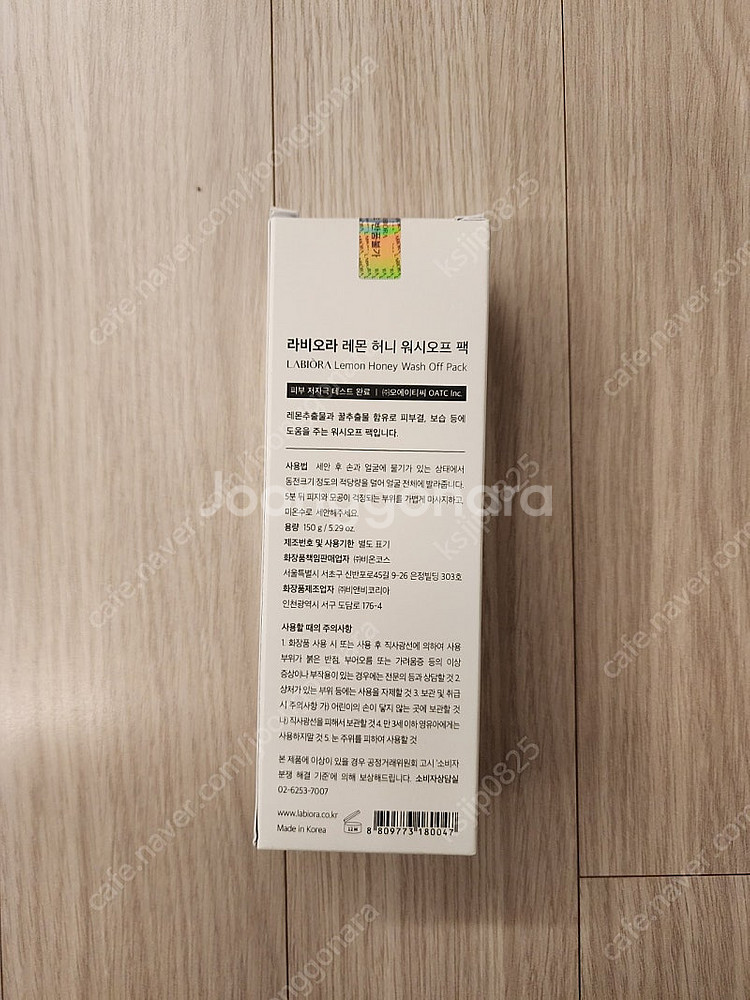 라비오라 레몬 허니 워시오프 팩
LABIÒRA Lemon Honey Wash Off Pack
피부 저자극 테스트 완료 | ㈜오에이티씨 OATC Inc.
레몬추출물과 꿀추출물 함유로 피부결, 보습 등에
도움을 주는 워시오프 팩입니다.
사용법 세안 후 손과 얼굴에 물기가 있는 상태에서
동전크기 정도의 적당량을 덜어 얼굴 전체에 발라줍니다.
5분 뒤 피지와 모공이 걱정되는 부위를 가볍게 마사지하고,
미온수로 세안해주세요.
용량 150 g / 5.29 oz.
제조번호 및 사용기한 별도 표기
화장품책임판매업자 ㈜비온코스
서울특별시 서초구 신반포로45길 9-26 은정빌딩 303호
화장품제조업자 ㈜비앤비코리아
인천광역시 서구 도담로 176-4
사용할 때의 주의사항
1. 화장품 사용 시 또는 사용 후 직사광선에 의하여 사용
부위가 붉은 반점, 부어오름 또는 가려움증 등의 이상
증상이나 부작용이 있는 경우에는 전문의 등과 상담할 것 2.
상처가 있는 부위 등에는 사용을 자제할 것 3. 보관 및 취급
시 주의사항 가) 어린이의 손이 닿지 않는 곳에 보관할 것
나) 직사광선을 피해서 보관할 것 4. 만 3세 이하 영유아에게는
사용하지말 것 5. 눈 주위를 피하여 사용할 것
본 제품에 이상이 있을 경우 공정거래위원회 고시 '소비자
분쟁 해결 기준'에 의해 보상해드립니다. 소비자상담실
02-6253-7007
www.labiora.co.kr
Made in Korea
12 M
8 809773 180047
Joonggonara
cafe.naver.com/joonggonara
ksjip0825